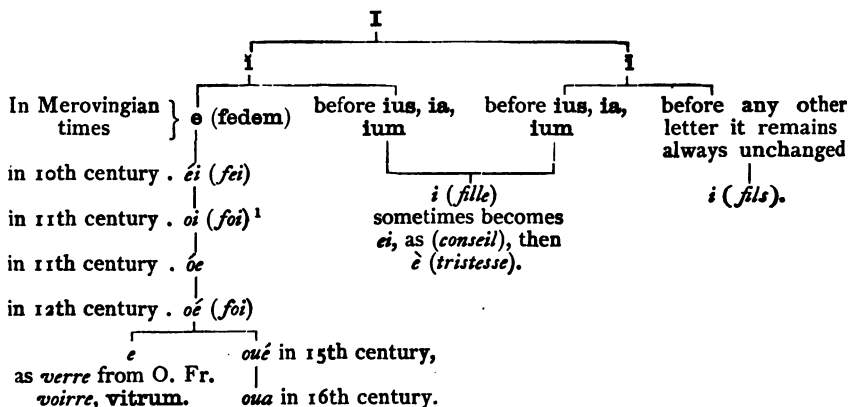 I
ĭ ī
In Merovingian times } e (fedem) before ius, ia, ium before ius, ia, ium before any other letter it remains always unchanged
in 10th century . éi (fei)
i (fille) i (fils).
in 11th century . oi (foi)¹
sometimes becomes
ei, as (conseil), then
è (tristesse).
in 11th century . óe
in 12th century . oé (foi)
e oué in 15th century,
as verre from O. Fr.
voirre, vitrum. oua in 16th century.